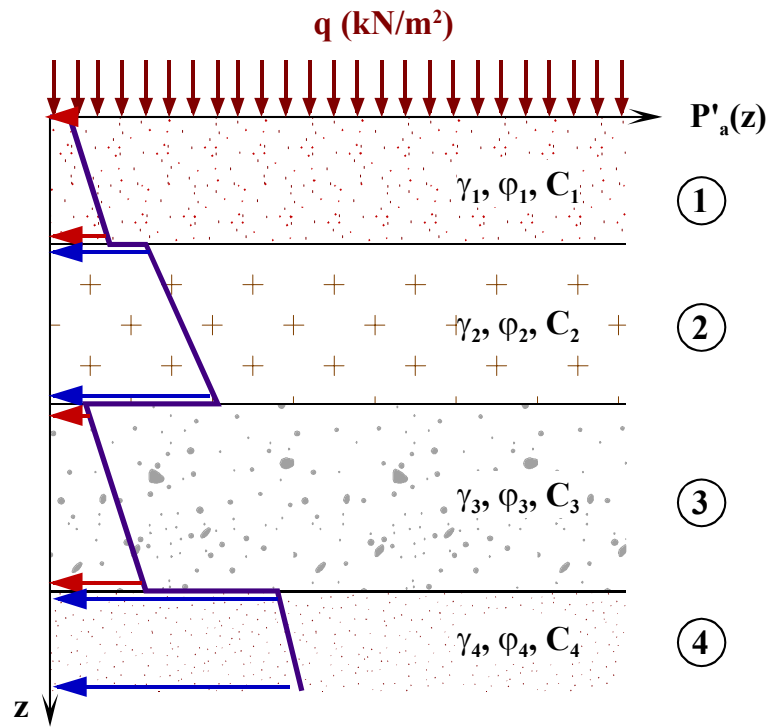 q (kN/m²)
P'ₐ(z)
γ₁, φ₁, C₁
1
γ₂, φ₂, C₂
2
γ₃, φ₃, C₃
3
γ₄, φ₄, C₄
4
z